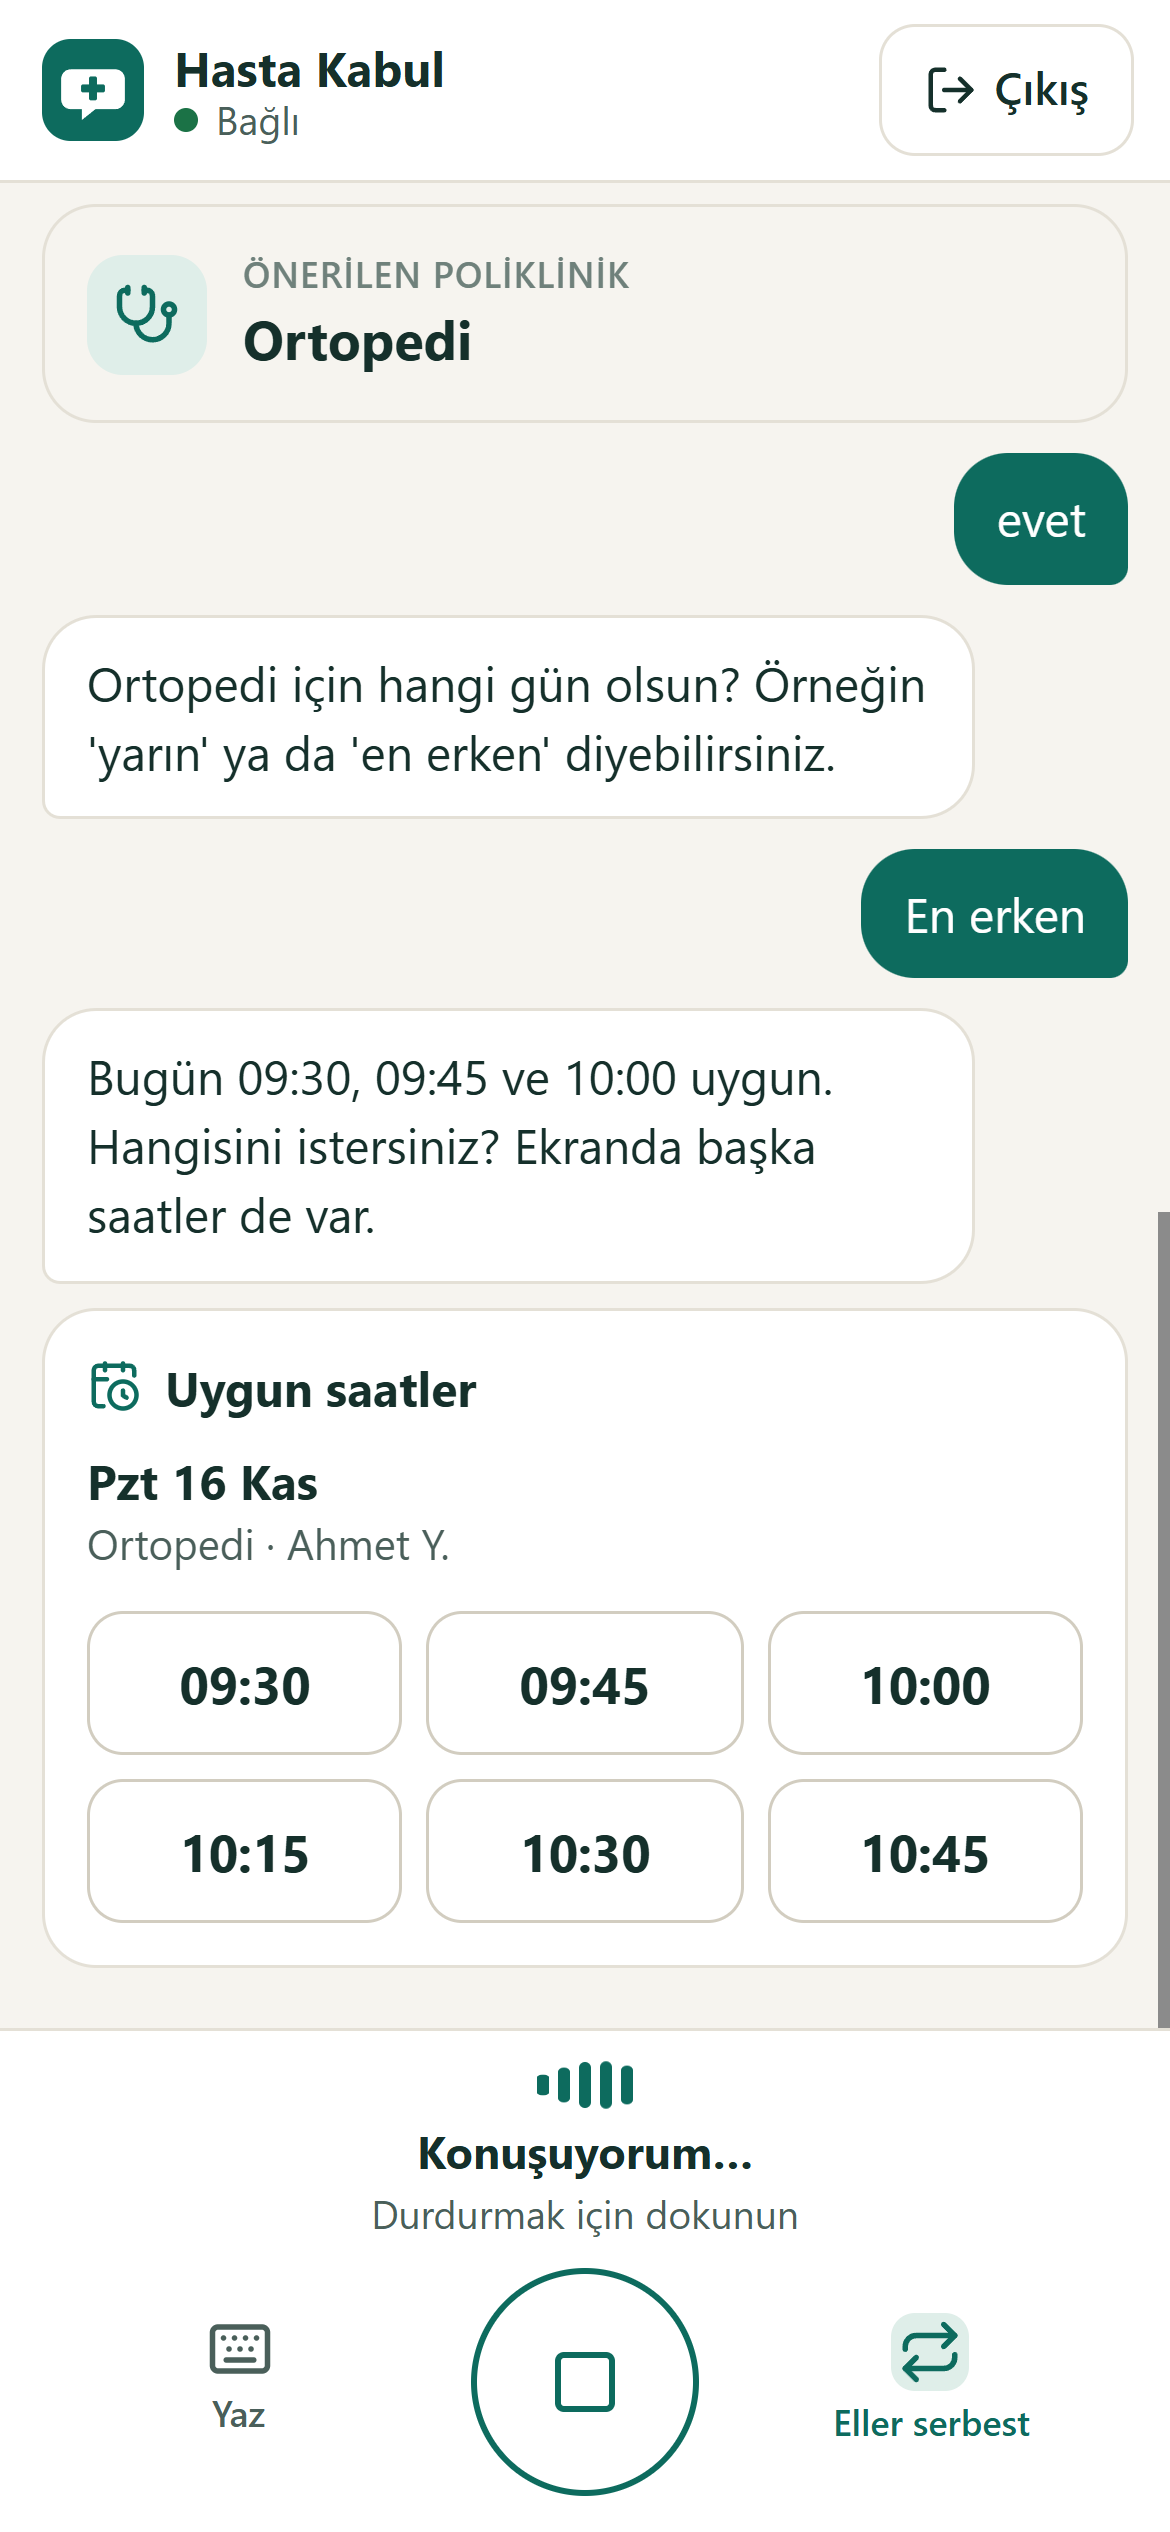 Hasta Kabul
Bağlı
Çıkış
ÖNERİLEN POLİKLİNİK
Ortopedi
evet
Ortopedi için hangi gün olsun? Örneğin
'yarın' ya da 'en erken' diyebilirsiniz.
En erken
Bugün 09:30, 09:45 ve 10:00 uygun.
Hangisini istersiniz? Ekranda başka
saatler de var.
Uygun saatler
Pzt 16 Kas
Ortopedi · Ahmet Y.
09:30 09:45 10:00
10:15 10:30 10:45
Konuşuyorum...
Durdurmak için dokunun
Yaz
Eller serbest